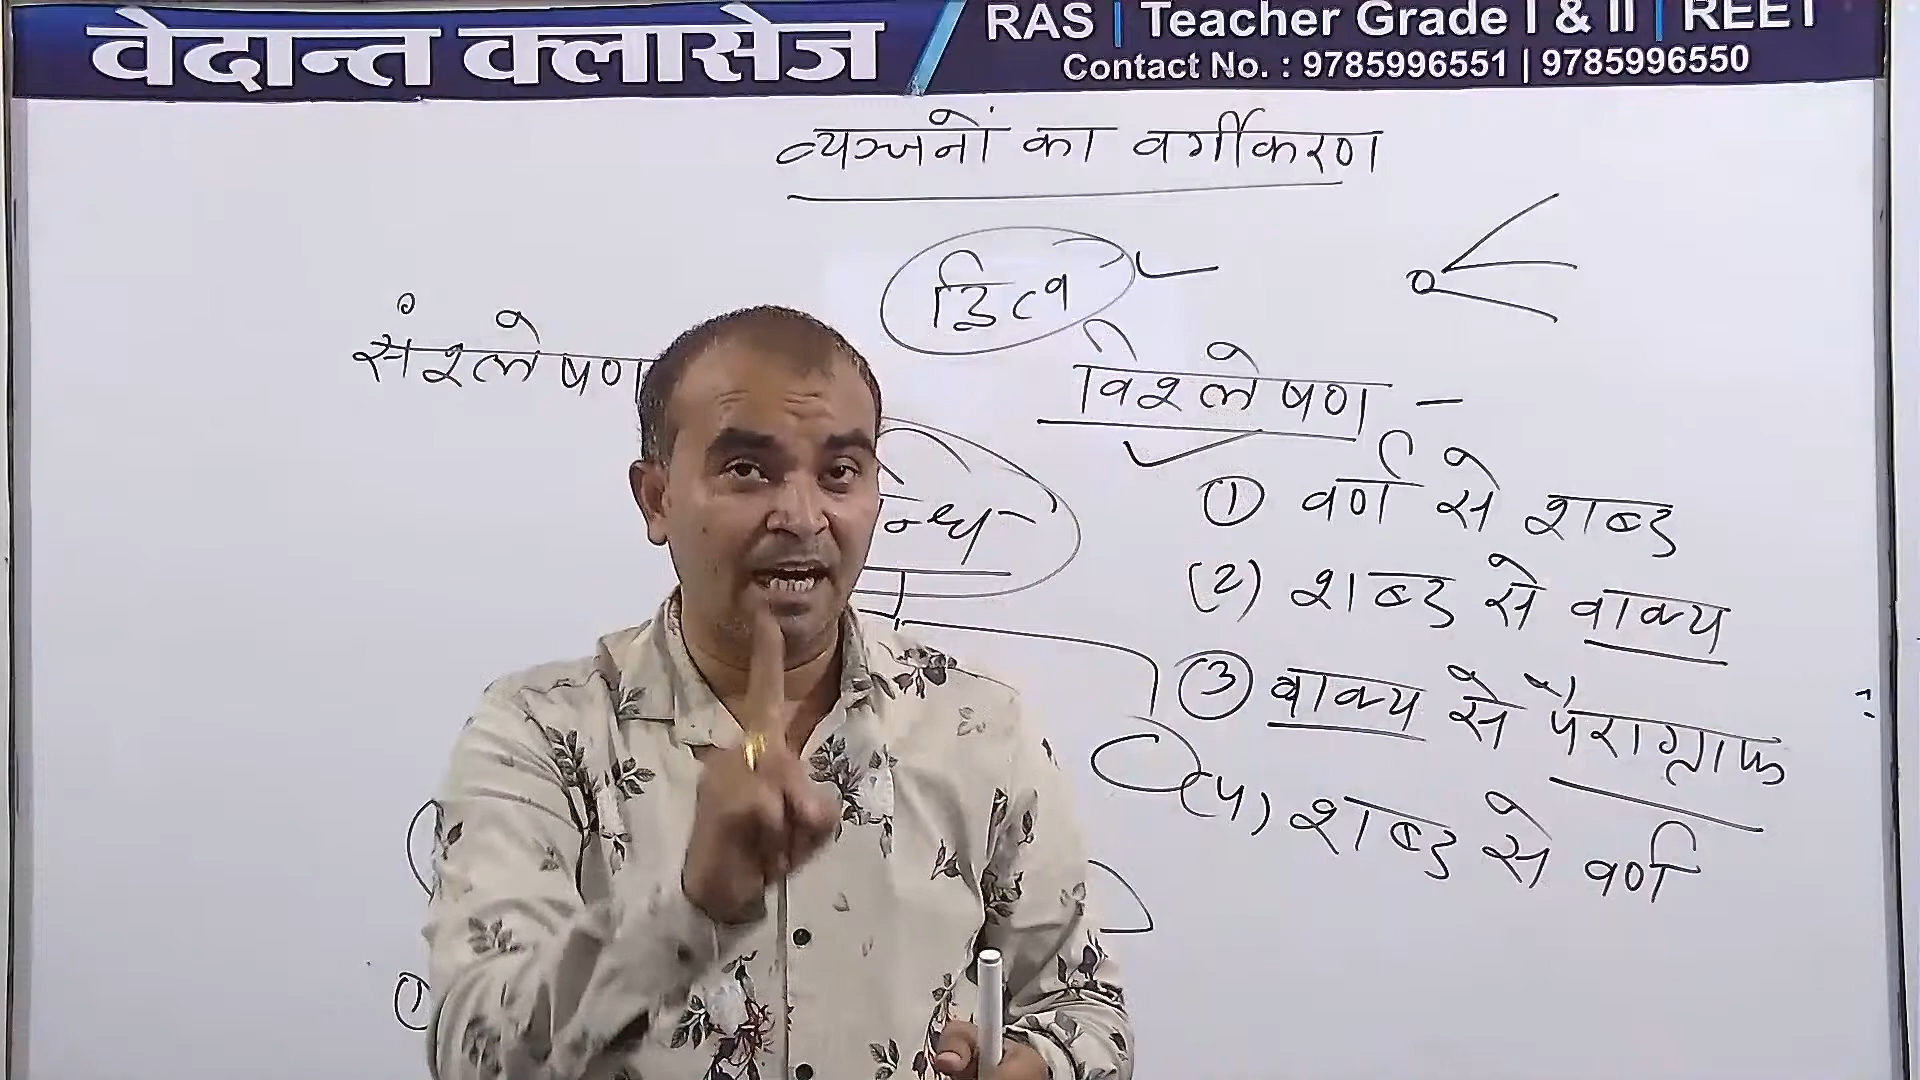 वेदान्त क्लासेज
RAS | Teacher Grade I & II | REET
Contact No. : 9785996551 | 9785996550
व्यञ्जनों का वर्गीकरण
द्वित्व
संश्लेषण
विश्लेषण –
न्धि
① वर्ण से शब्द
(2) शब्द से वाक्य
③ वाक्य से पैराग्राफ
(4) शब्द से वर्ण